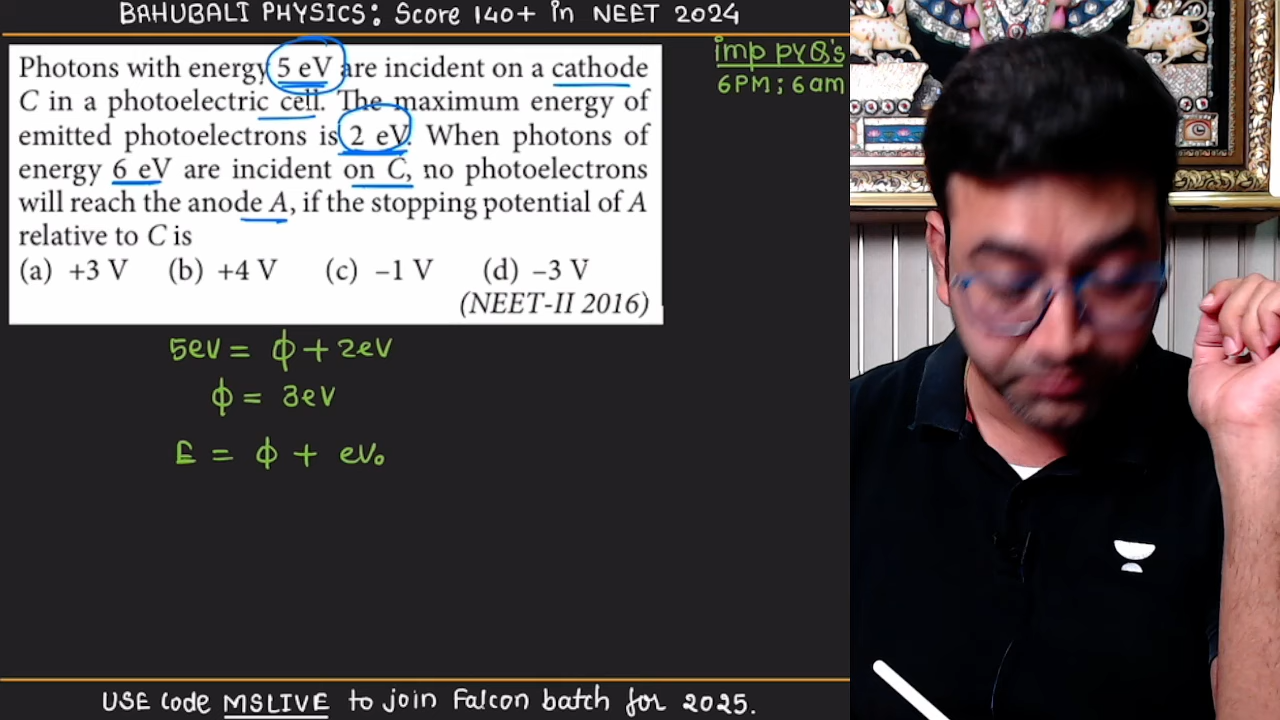 BAHUBALI PHYSICS: Score 140+ in NEET 2024
imp PYQ's
6PM ; 6am
Photons with energy 5 eV are incident on a cathode
C in a photoelectric cell. The maximum energy of
emitted photoelectrons is 2 eV. When photons of
energy 6 eV are incident on C, no photoelectrons
will reach the anode A, if the stopping potential of A
relative to C is
(a) +3 V (b) +4 V (c) –1 V (d) –3 V
(NEET-II 2016)
5eV = ϕ + 2eV
ϕ = 3eV
E = ϕ + eV₀
USE Code MSLIVE to join Falcon batch for 2025.